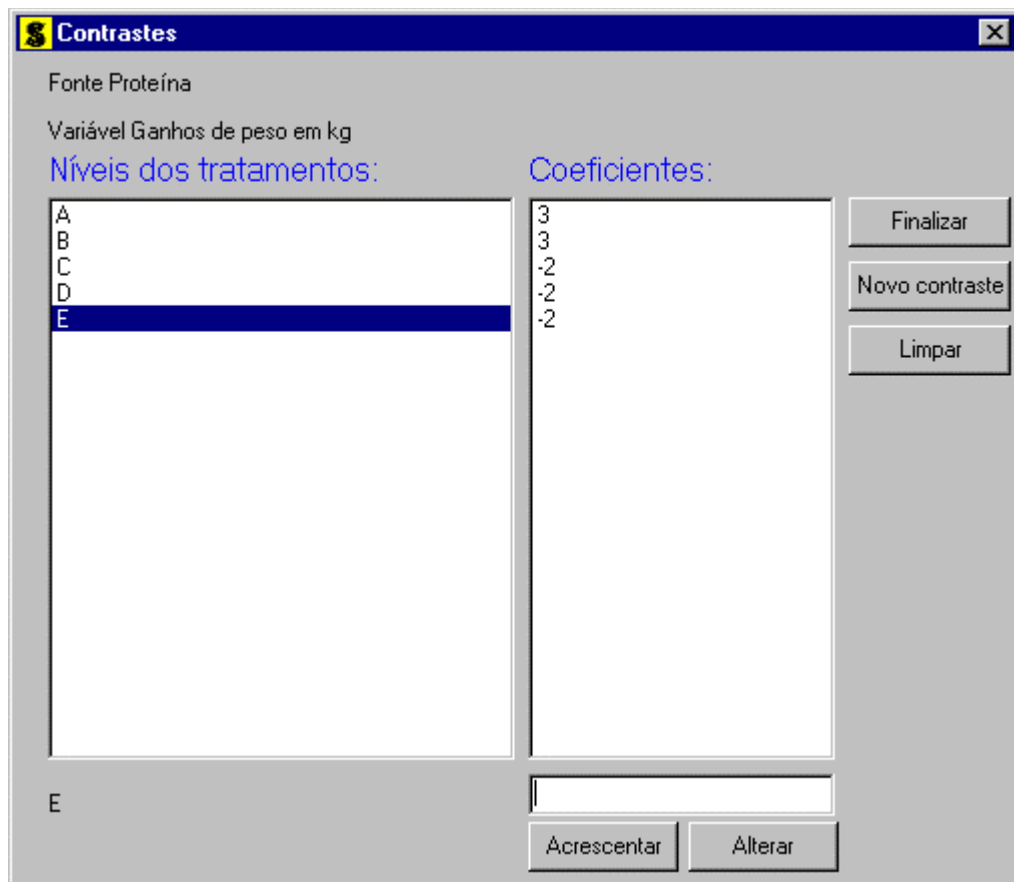 Contrastes
Fonte Proteína
Variável Ganhos de peso em kg
Níveis dos tratamentos:
Coeficientes:
A
B
C
D
E
3
3
-2
-2
-2
Finalizar
Novo contraste
Limpar
E
Acrescentar
Alterar